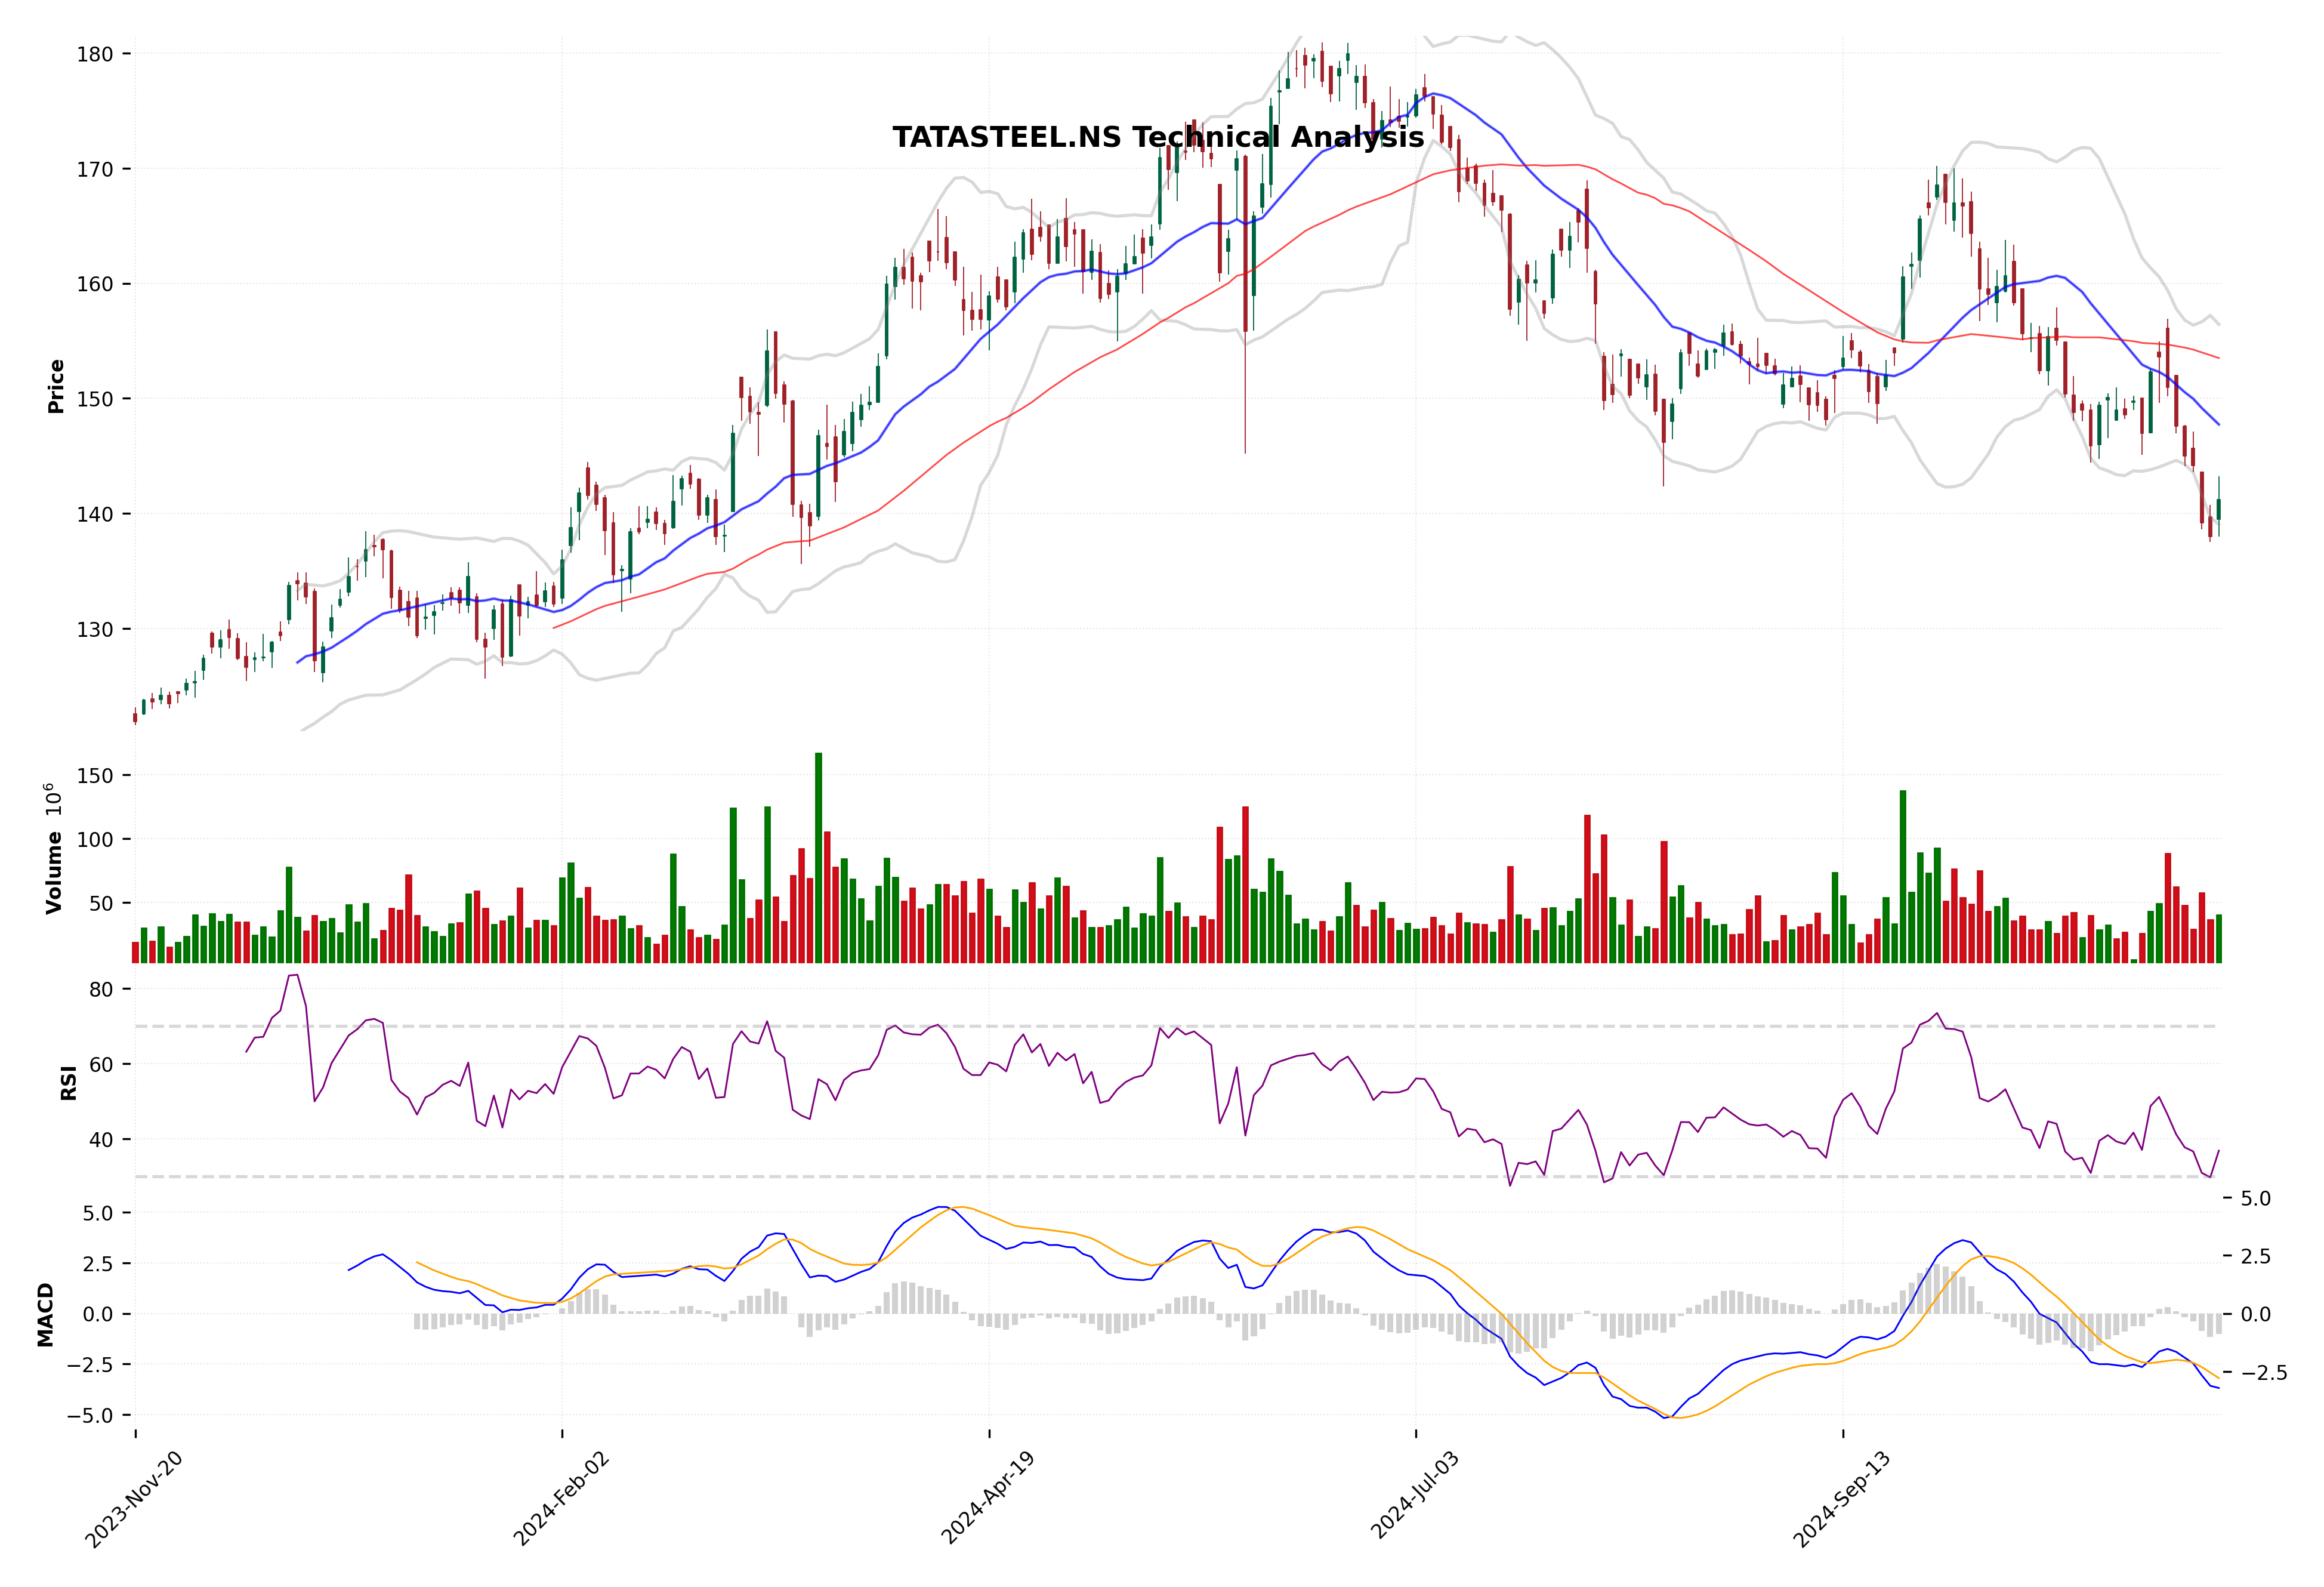 TATASTEEL.NS Technical Analysis
Price
180
170
160
150
140
130
Volume 10⁶
150
100
50
RSI
80
60
40
MACD
5.0
2.5
0.0
−2.5
−5.0
5.0
2.5
0.0
−2.5
2023-Nov-20
2024-Feb-02
2024-Apr-19
2024-Jul-03
2024-Sep-13